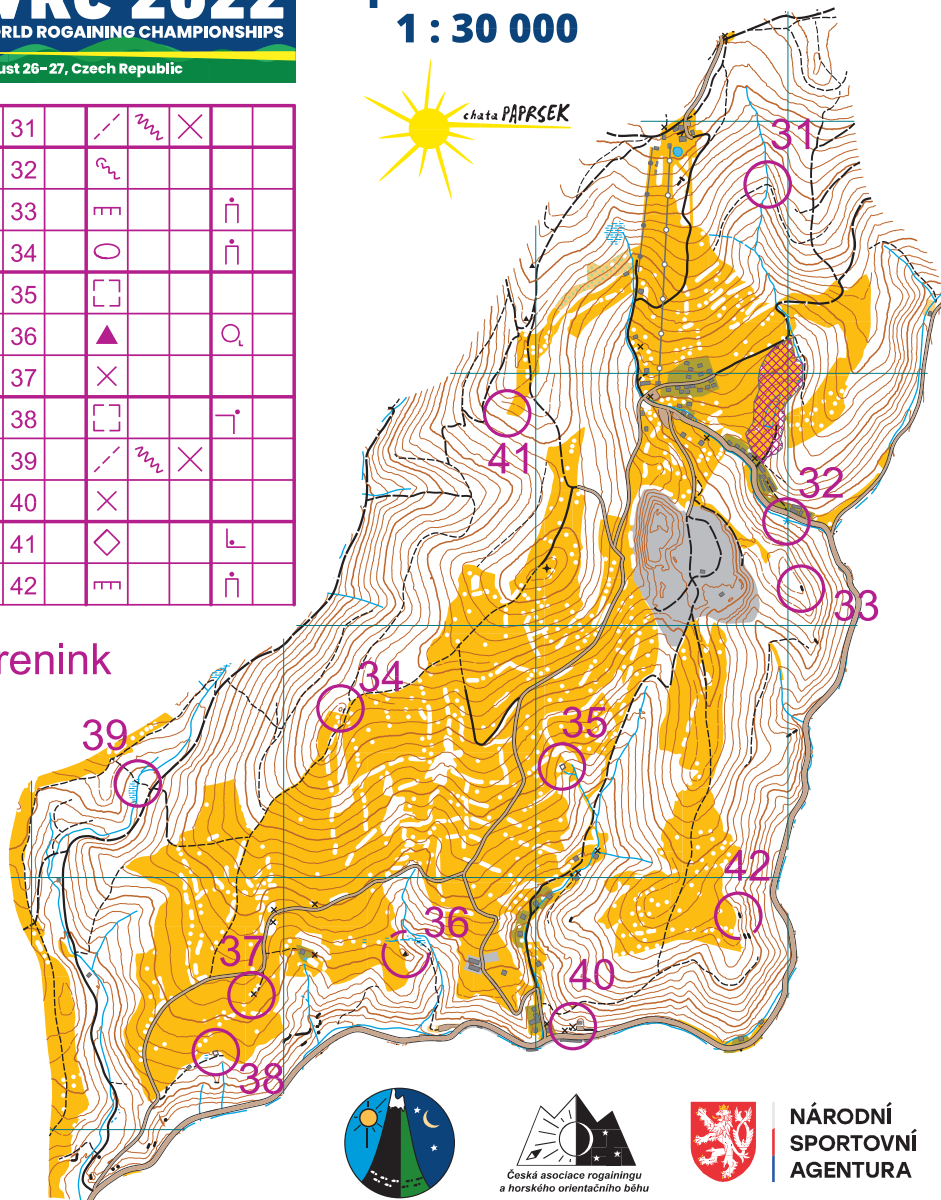 WRC 2022
1 : 30 000
RLD ROGAINING CHAMPIONSHIPS
ust 26–27, Czech Republic
chata PAPRSEK
31
32
33
34
35
36
37
38
39
40
41
42
renink
31
41
32
33
34
35
39
42
36
37
40
38
Česká asociace rogainingu
a horského orientačního běhu
NÁRODNÍ
SPORTOVNÍ
AGENTURA